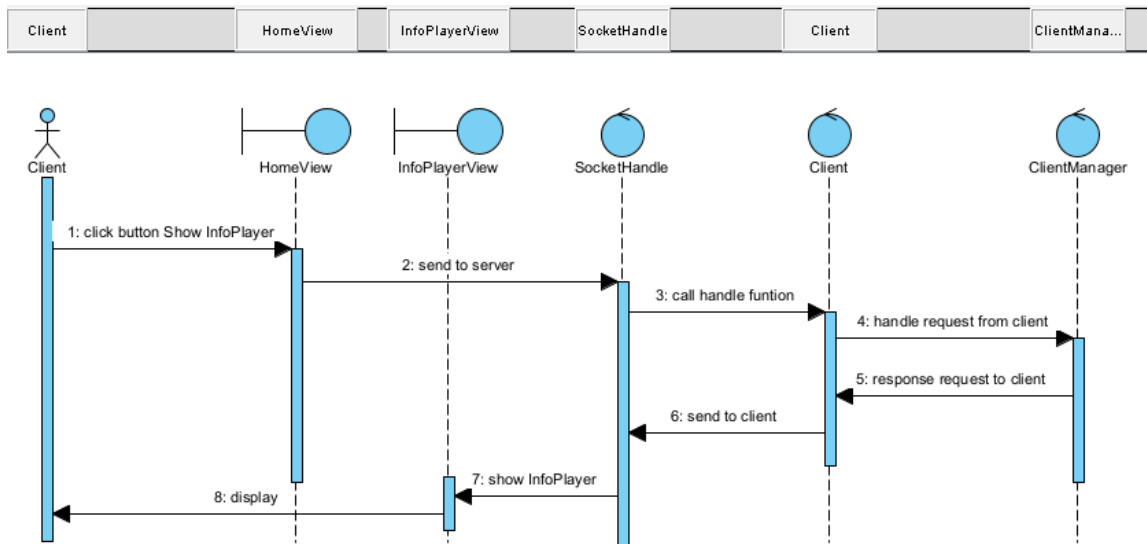 Client
HomeView
InfoPlayerView
SocketHandle
Client
ClientMana...
Client
HomeView
InfoPlayerView
SocketHandle
Client
ClientManager
1: click button Show InfoPlayer
2: send to server
3: call handle funtion
4: handle request from client
5: response request to client
6: send to client
7: show InfoPlayer
8: display